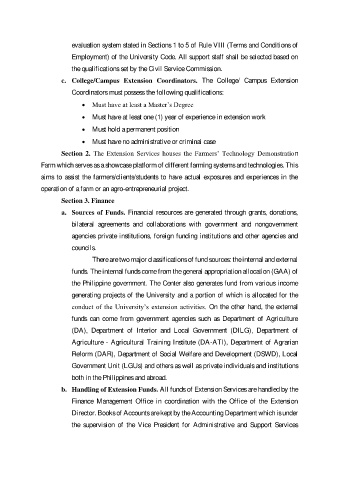 evaluation system stated in Sections 1 to 5 of Rule VIII (Terms and Conditions of
Employment) of the University Code. All support staff shall be selected based on
the qualifications set by the Civil Service Commission.
c. College/Campus Extension Coordinators. The College/ Campus Extension
Coordinators must possess the following qualifications:
• Must have at least a Master's Degree
• Must have at least one (1) year of experience in extension work
• Must hold a permanent position
• Must have no administrative or criminal case
Section 2. The Extension Services houses the Farmers' Technology Demonstration
Farm which serves as a showcase platform of different farming systems and technologies. This
aims to assist the farmers/clients/students to have actual exposures and experiences in the
operation of a farm or an agro-entrepreneurial project.
Section 3. Finance
a. Sources of Funds. Financial resources are generated through grants, donations,
bilateral agreements and collaborations with government and nongovernment
agencies private institutions, foreign funding institutions and other agencies and
councils.
There are two major classifications of fund sources: the internal and external
funds. The internal funds come from the general appropriation allocation (GAA) of
the Philippine government. The Center also generates fund from various income
generating projects of the University and a portion of which is allocated for the
conduct of the University's extension activities. On the other hand, the external
funds can come from government agencies such as Department of Agriculture
(DA), Department of Interior and Local Government (DILG), Department of
Agriculture - Agricultural Training Institute (DA-ATI), Department of Agrarian
Reform (DAR), Department of Social Welfare and Development (DSWD), Local
Government Unit (LGUs) and others as well as private individuals and institutions
both in the Philippines and abroad.
b. Handling of Extension Funds. All funds of Extension Services are handled by the
Finance Management Office in coordination with the Office of the Extension
Director. Books of Accounts are kept by the Accounting Department which is under
the supervision of the Vice President for Administrative and Support Services